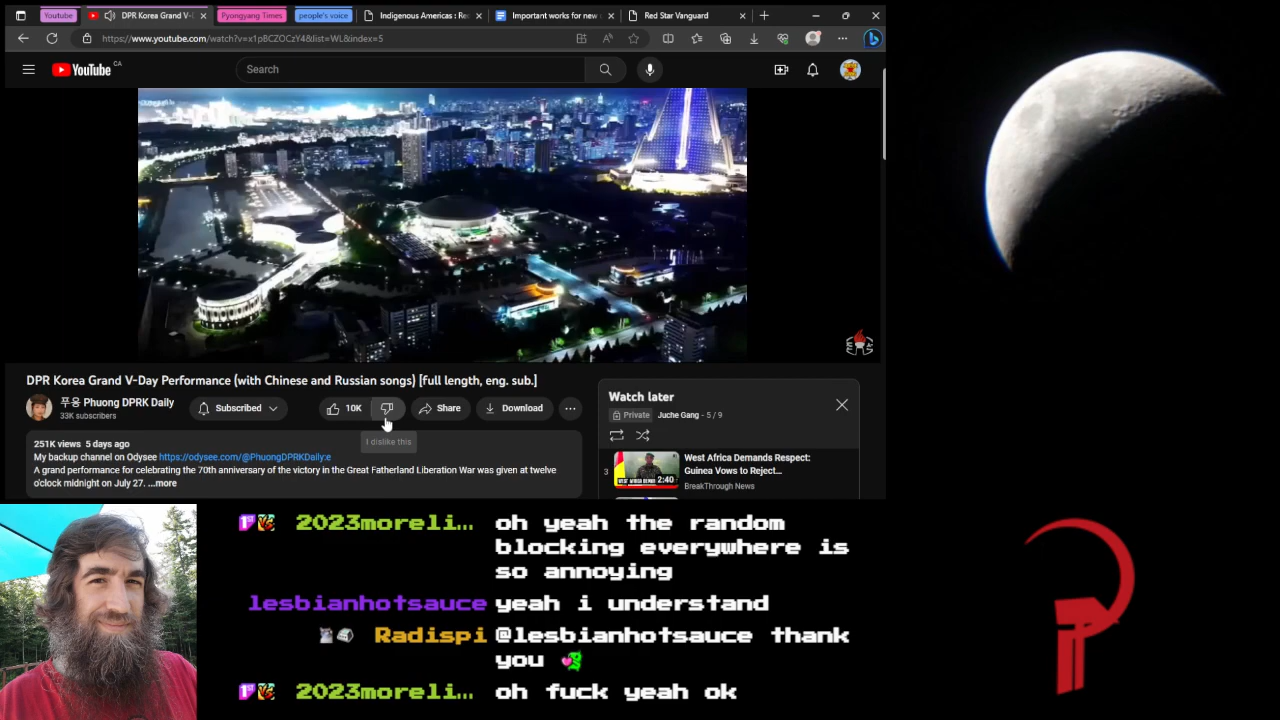 Youtube
DPR Korea Grand V-
Pyongyang Times
people's voice
Indigenous Americas : Re
Important works for new
Red Star Vanguard
https://www.youtube.com/watch?v=x1pBCZOCzY4&list=WL&index=5
YouTube CA
Search
DPR Korea Grand V-Day Performance (with Chinese and Russian songs) [full length, eng. sub.]
푸옹 Phuong DPRK Daily
33K subscribers
Subscribed
10K
Share
Download
I dislike this
251K views 5 days ago
My backup channel on Odysee https://odysee.com/@PhuongDPRKDaily:e
A grand performance for celebrating the 70th anniversary of the victory in the Great Fatherland Liberation War was given at twelve
o'clock midnight on July 27. ...more
Watch later
Private Juche Gang - 5 / 9
3
2:40
West Africa Demands Respect:
Guinea Vows to Reject...
BreakThrough News
2023moreli... oh yeah the random
blocking everywhere is
so annoying
lesbianhotsauce yeah i understand
Radispi @lesbianhotsauce thank
you
2023moreli... oh fuck yeah ok